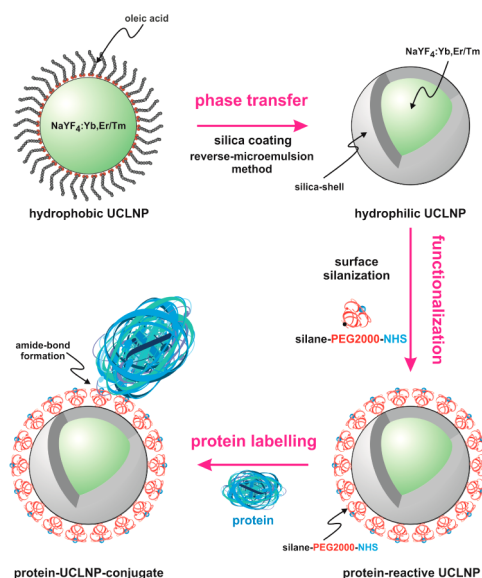 oleic acid
NaYF4:Yb,Er/Tm
hydrophobic UCLNP
phase transfer
silica coating
reverse-microemulsion
method
NaYF4:Yb,Er/Tm
silica-shell
hydrophilic UCLNP
functionalization
surface
silanization
silane-PEG2000-NHS
protein-reactive UCLNP
silane-PEG2000-NHS
protein labelling
protein
amide-bond
formation
protein-UCLNP-conjugate